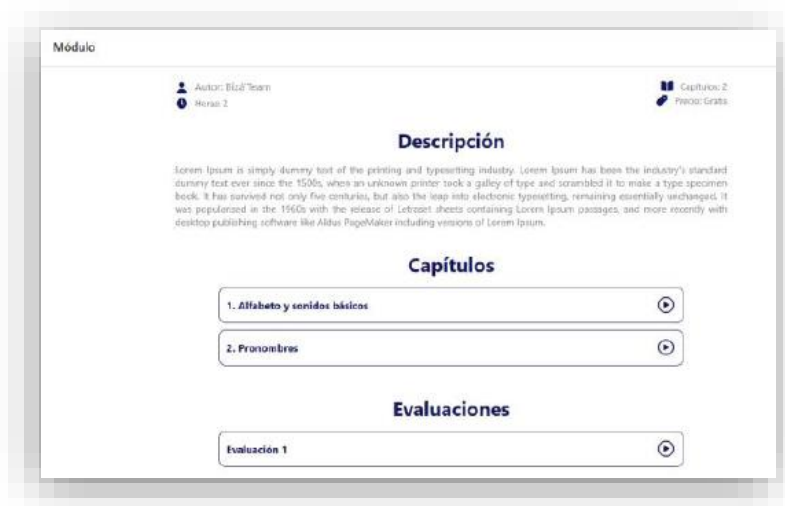 Módulo
Autor: Bizá Team
Capítulos: 2
Horas: 2
Precio: Gratis
Descripción
Lorem Ipsum is simply dummy text of the printing and typesetting industry. Lorem Ipsum has been the industry's standard
dummy text ever since the 1500s, when an unknown printer took a galley of type and scrambled it to make a type specimen
book. It has survived not only five centuries, but also the leap into electronic typesetting, remaining essentially unchanged. It
was popularised in the 1960s with the release of Letraset sheets containing Lorem Ipsum passages, and more recently with
desktop publishing software like Aldus PageMaker including versions of Lorem Ipsum.
Capítulos
1. Alfabeto y sonidos básicos
2. Pronombres
Evaluaciones
Evaluación 1